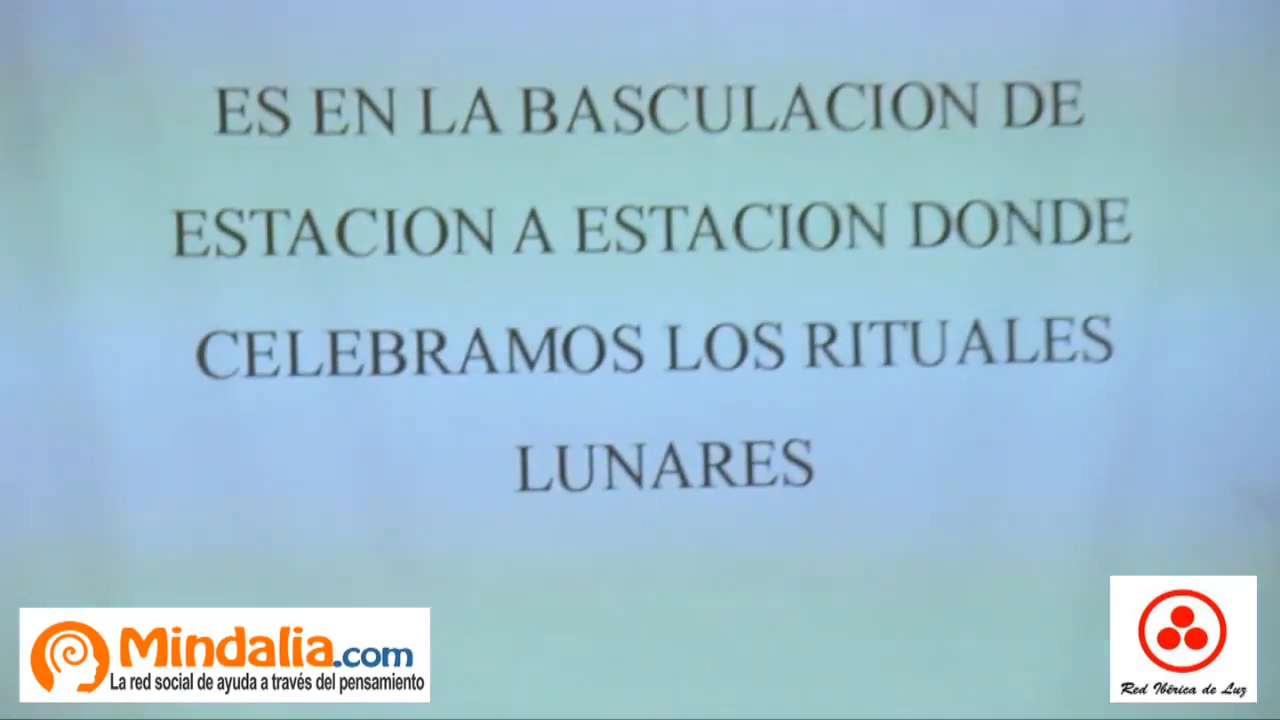 ES EN LA BASCULACION DE
ESTACION A ESTACION DONDE
CELEBRAMOS LOS RITUALES
LUNARES
Mindalia.com
La red social de ayuda a través del pensamiento
Red Ibérica de Luz